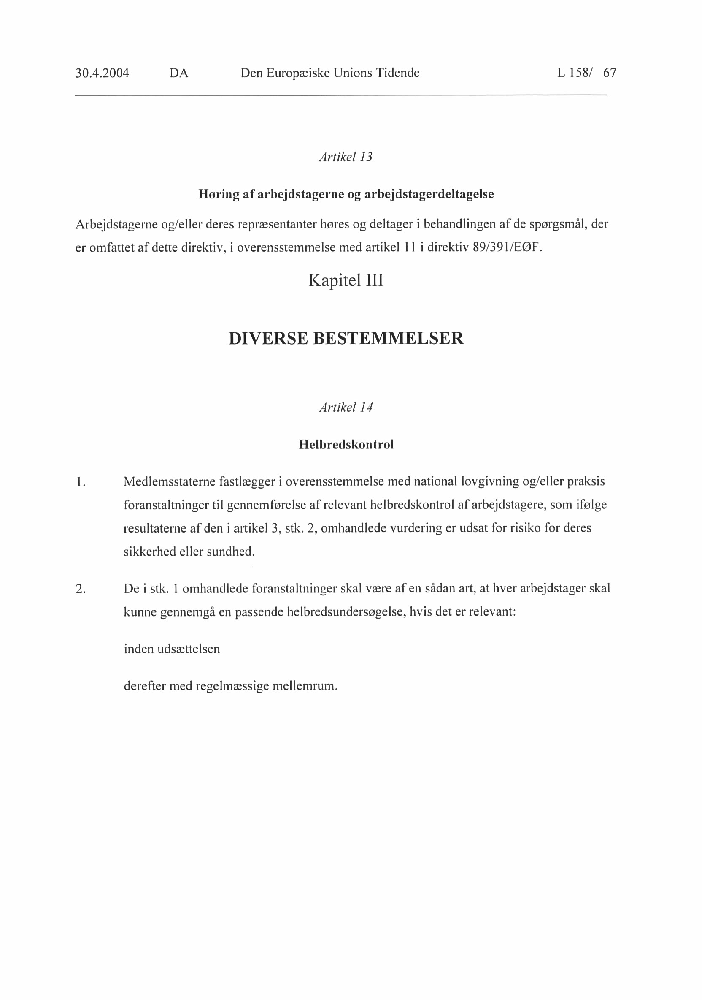 30.4.2004 DA Den Europæiske Unions Tidende L 158/ 67
Artikel 13
Høring af arbejdstagerne og arbejdstagerdeltagelse
Arbejdstagerne og/eller deres repræsentanter høres og deltager i behandlingen af de spørgsmål, der
er omfattet af dette direktiv, i overensstemmelse med artikel 11 i direktiv 89/391/EØF.
Kapitel III
DIVERSE BESTEMMELSER
Artikel 14
Helbredskontrol
1. Medlemsstaterne fastlægger i overensstemmelse med national lovgivning og/eller praksis
foranstaltninger til gennemførelse af relevant helbredskontrol af arbejdstagere, som ifølge
resultaterne af den i artikel 3, stk. 2, omhandlede vurdering er udsat for risiko for deres
sikkerhed eller sundhed.
2. De i stk. 1 omhandlede foranstaltninger skal være af en sådan art, at hver arbejdstager skal
kunne gennemgå en passende helbredsundersøgelse, hvis det er relevant:
inden udsættelsen
derefter med regelmæssige mellemrum.